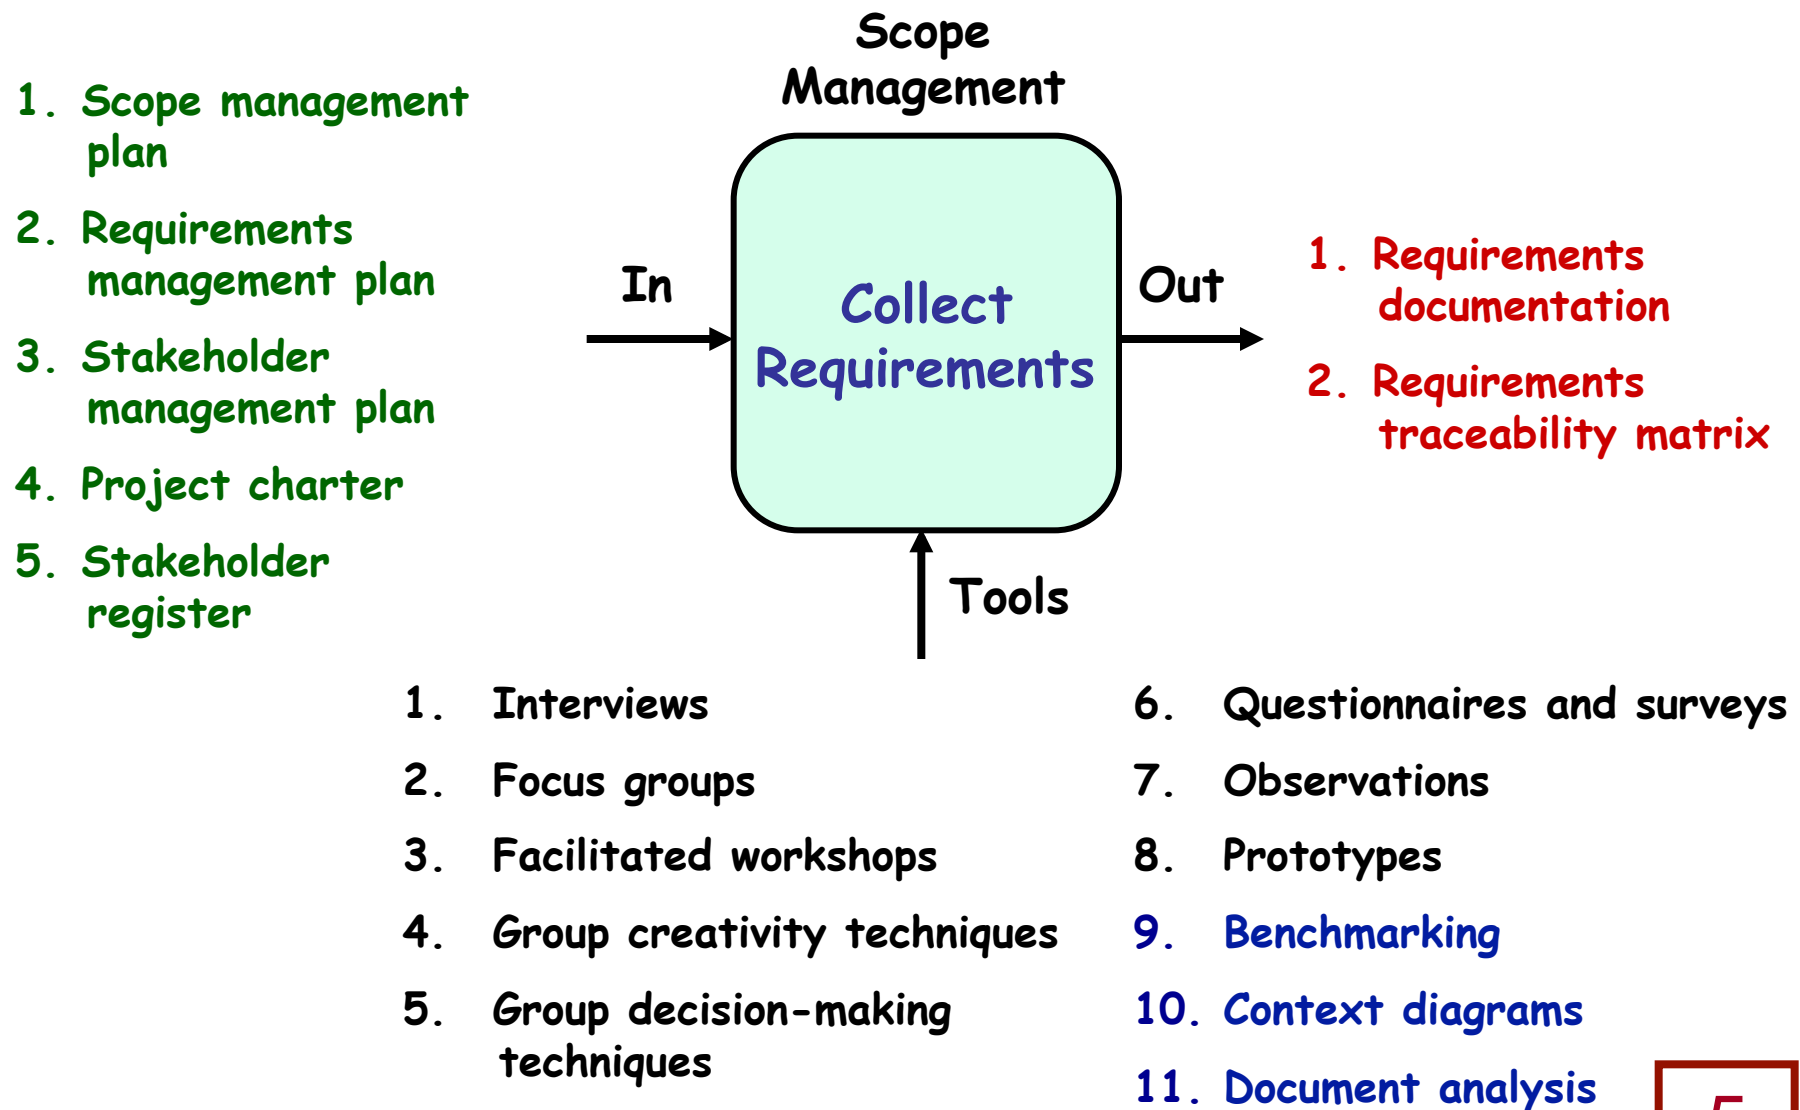 Scope
Management
1. Scope management
plan
2. Requirements
management plan
3. Stakeholder
management plan
4. Project charter
5. Stakeholder
register
In
Collect
Requirements
Out
1. Requirements
documentation
2. Requirements
traceability matrix
Tools
1. Interviews
2. Focus groups
3. Facilitated workshops
4. Group creativity techniques
5. Group decision-making
techniques
6. Questionnaires and surveys
7. Observations
8. Prototypes
9. Benchmarking
10. Context diagrams
11. Document analysis